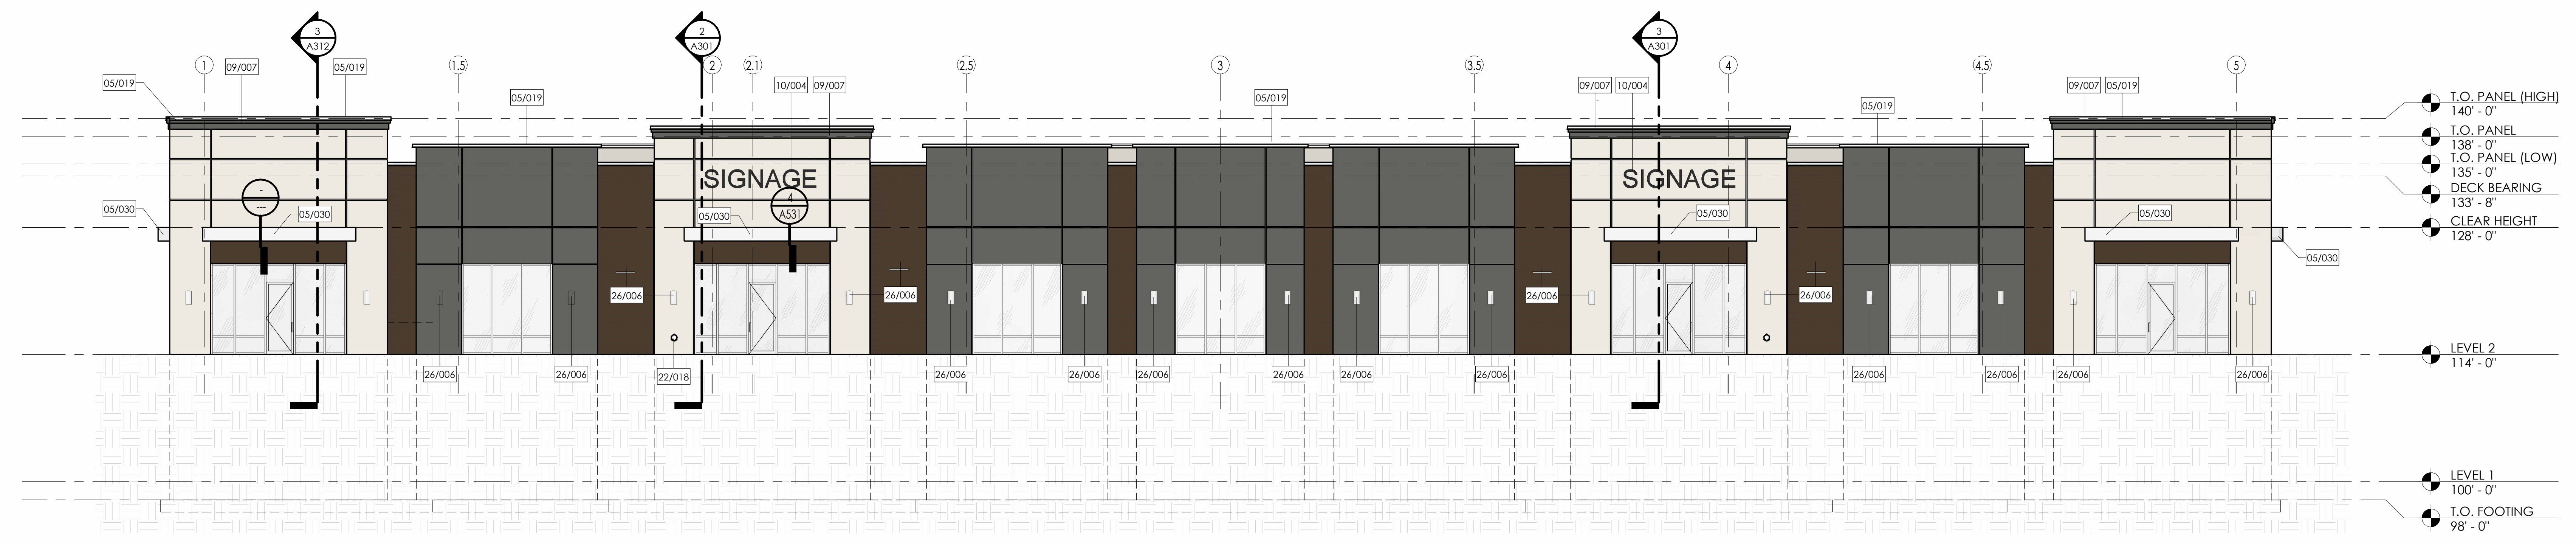 3
A312
2
A301
3
A301
1
(1.5)
2
(2.1)
(2.5)
3
(3.5)
4
(4.5)
5
05/019
09/007
05/019
05/019
10/004
09/007
05/019
09/007
10/004
05/019
09/007
05/019
T.O. PANEL (HIGH)
140' - 0"
T.O. PANEL
138' - 0"
T.O. PANEL (LOW)
135' - 0"
DECK BEARING
133' - 8"
CLEAR HEIGHT
128' - 0"
SIGNAGE
SIGNAGE
-
---
4
A531
05/030
05/030
05/030
05/030
05/030
05/030
26/006
26/006
26/006
26/006
LEVEL 2
114' - 0"
26/006
26/006
22/018
26/006
26/006
26/006
26/006
26/006
26/006
26/006
26/006
26/006
26/006
LEVEL 1
100' - 0"
T.O. FOOTING
98' - 0"